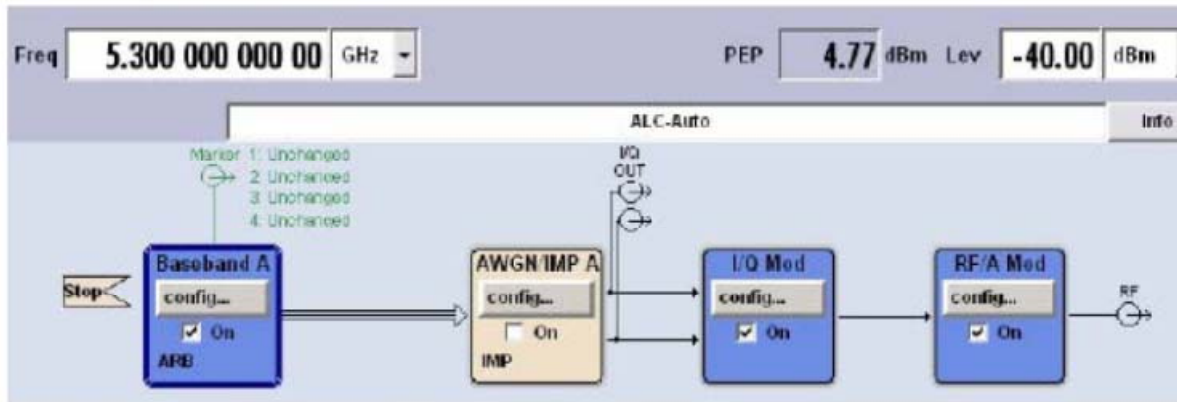 Freq 5.300 000 000 00 GHz PEP 4.77 dBm Lev -40.00 dBm
ALC-Auto Info
Marker 1: Unchanged
2: Unchanged
3: Unchanged
4: Unchanged
I/Q
OUT
Baseband A
config...
On
ARB
Stop
AWGN/IMP A
config...
On
IMP
I/Q Mod
config...
On
RF/A Mod
config...
On
RF